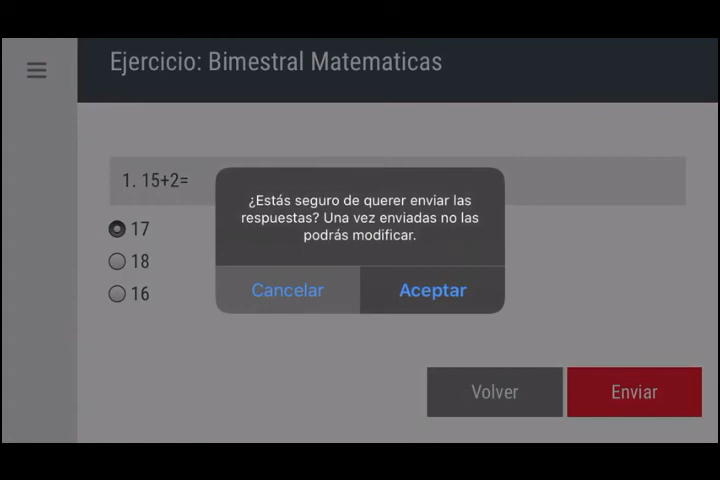 Ejercicio: Bimestral Matematicas
1. 15+2=
17
18
16
¿Estás seguro de querer enviar las
respuestas? Una vez enviadas no las
podrás modificar.
Cancelar Aceptar
Volver Enviar